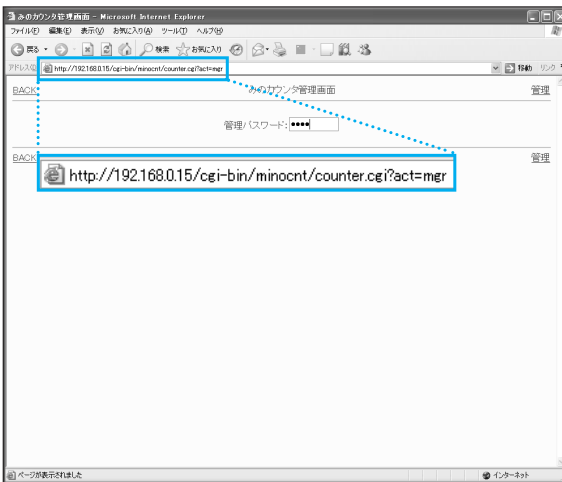 みのカウンタ管理画面 - Microsoft Internet Explorer
ファイル(F) 編集(E) 表示(V) お気に入り(A) ツール(T) ヘルプ(H)
戻る 検索 お気に入り
アドレス(D) http://192.168.0.15/cgi-bin/minocnt/counter.cgi?act=mgr 移動 リンク
BACK みのカウンタ管理画面 管理
管理パスワード: ••••
BACK 管理
http://192.168.0.15/cgi-bin/minocnt/counter.cgi?act=mgr
ページが表示されました インターネット